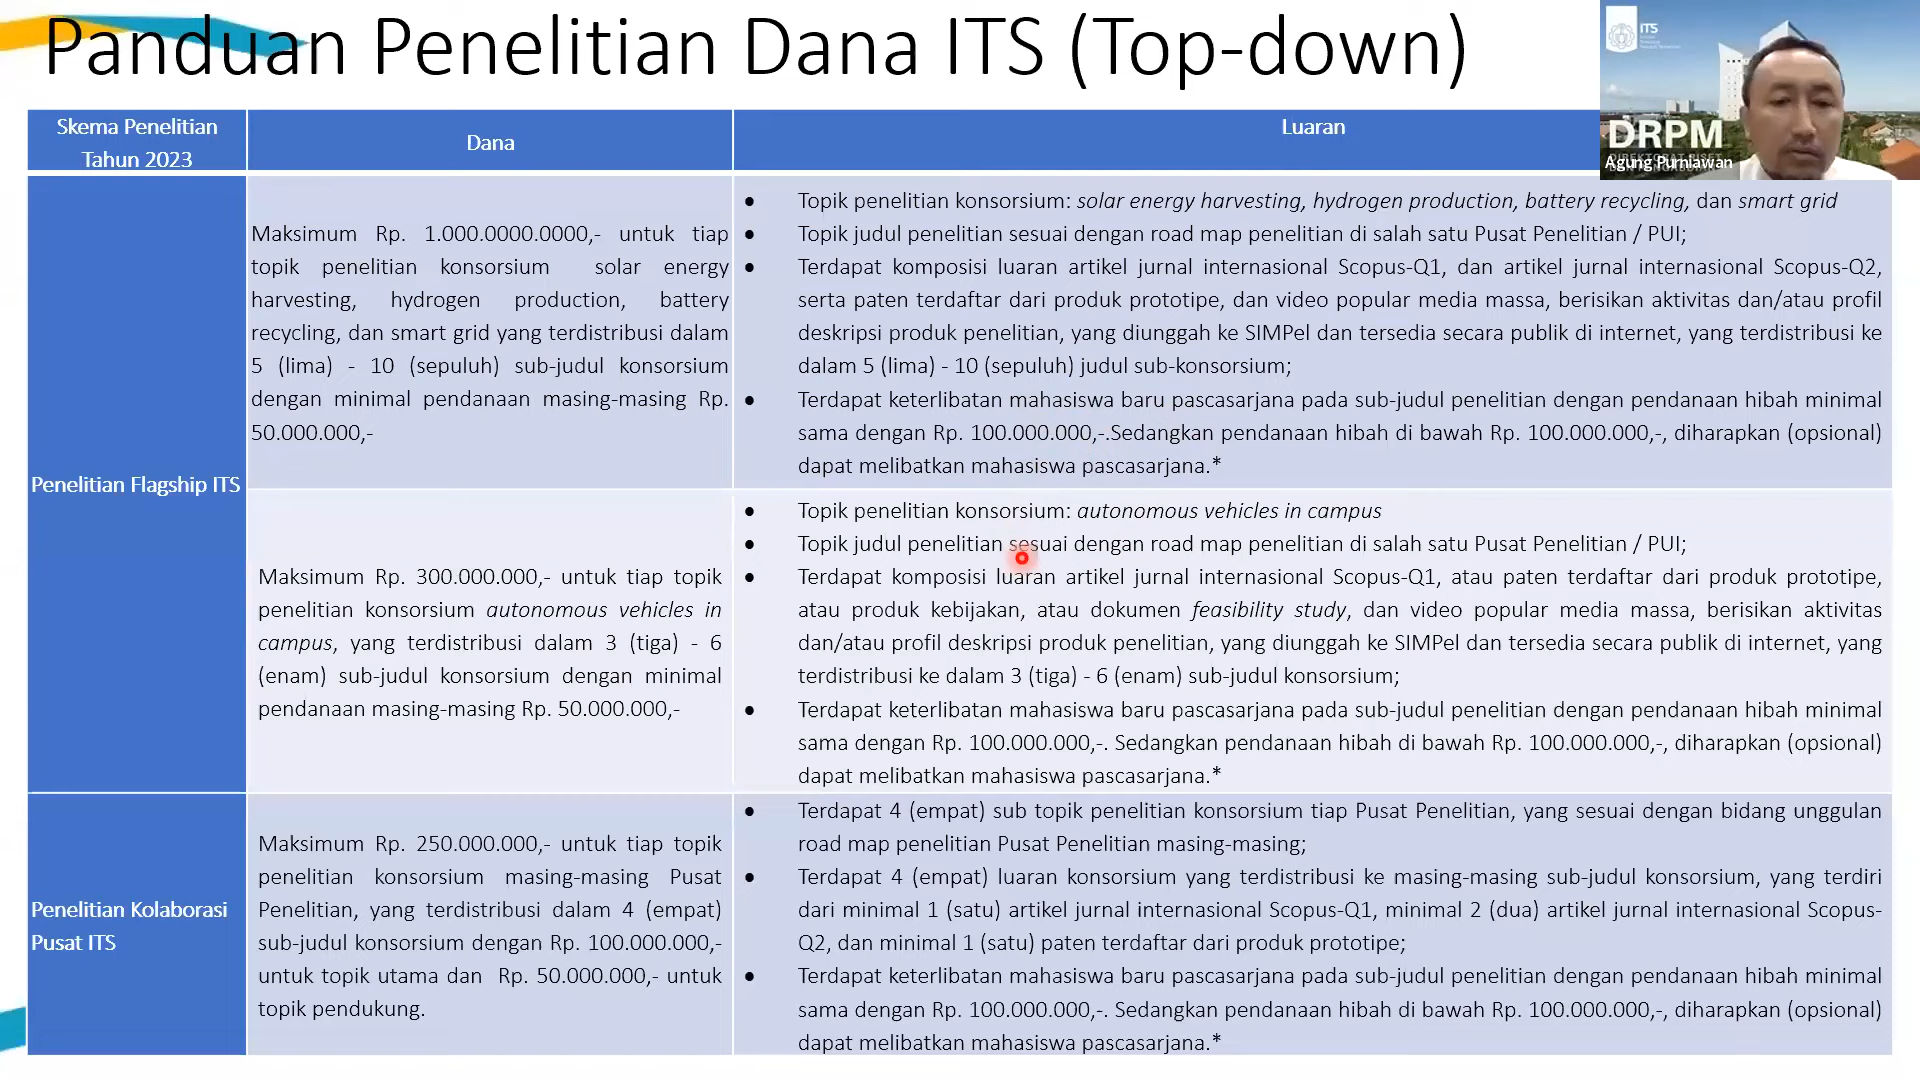 Panduan Penelitian Dana ITS (Top-down)
ITS
DRPM
Agung Purniawan
Skema Penelitian
Tahun 2023
Dana
Luaran
Penelitian Flagship ITS
Maksimum Rp. 1.000.0000.0000,- untuk tiap
topik penelitian konsorsium solar energy
harvesting, hydrogen production, battery
recycling, dan smart grid yang terdistribusi dalam
5 (lima) - 10 (sepuluh) sub-judul konsorsium
dengan minimal pendanaan masing-masing Rp.
50.000.000,-
• Topik penelitian konsorsium: solar energy harvesting, hydrogen production, battery recycling, dan smart grid
• Topik judul penelitian sesuai dengan road map penelitian di salah satu Pusat Penelitian / PUI;
• Terdapat komposisi luaran artikel jurnal internasional Scopus-Q1, dan artikel jurnal internasional Scopus-Q2,
serta paten terdaftar dari produk prototipe, dan video popular media massa, berisikan aktivitas dan/atau profil
deskripsi produk penelitian, yang diunggah ke SIMPel dan tersedia secara publik di internet, yang terdistribusi ke
dalam 5 (lima) - 10 (sepuluh) judul sub-konsorsium;
• Terdapat keterlibatan mahasiswa baru pascasarjana pada sub-judul penelitian dengan pendanaan hibah minimal
sama dengan Rp. 100.000.000,-.Sedangkan pendanaan hibah di bawah Rp. 100.000.000,-, diharapkan (opsional)
dapat melibatkan mahasiswa pascasarjana.*
Maksimum Rp. 300.000.000,- untuk tiap topik
penelitian konsorsium autonomous vehicles in
campus, yang terdistribusi dalam 3 (tiga) - 6
(enam) sub-judul konsorsium dengan minimal
pendanaan masing-masing Rp. 50.000.000,-
• Topik penelitian konsorsium: autonomous vehicles in campus
• Topik judul penelitian sesuai dengan road map penelitian di salah satu Pusat Penelitian / PUI;
• Terdapat komposisi luaran artikel jurnal internasional Scopus-Q1, atau paten terdaftar dari produk prototipe,
atau produk kebijakan, atau dokumen feasibility study, dan video popular media massa, berisikan aktivitas
dan/atau profil deskripsi produk penelitian, yang diunggah ke SIMPel dan tersedia secara publik di internet, yang
terdistribusi ke dalam 3 (tiga) - 6 (enam) sub-judul konsorsium;
• Terdapat keterlibatan mahasiswa baru pascasarjana pada sub-judul penelitian dengan pendanaan hibah minimal
sama dengan Rp. 100.000.000,-. Sedangkan pendanaan hibah di bawah Rp. 100.000.000,-, diharapkan (opsional)
dapat melibatkan mahasiswa pascasarjana.*
Penelitian Kolaborasi
Pusat ITS
Maksimum Rp. 250.000.000,- untuk tiap topik
penelitian konsorsium masing-masing Pusat
Penelitian, yang terdistribusi dalam 4 (empat)
sub-judul konsorsium dengan Rp. 100.000.000,-
untuk topik utama dan Rp. 50.000.000,- untuk
topik pendukung.
• Terdapat 4 (empat) sub topik penelitian konsorsium tiap Pusat Penelitian, yang sesuai dengan bidang unggulan
road map penelitian Pusat Penelitian masing-masing;
• Terdapat 4 (empat) luaran konsorsium yang terdistribusi ke masing-masing sub-judul konsorsium, yang terdiri
dari minimal 1 (satu) artikel jurnal internasional Scopus-Q1, minimal 2 (dua) artikel jurnal internasional Scopus-
Q2, dan minimal 1 (satu) paten terdaftar dari produk prototipe;
• Terdapat keterlibatan mahasiswa baru pascasarjana pada sub-judul penelitian dengan pendanaan hibah minimal
sama dengan Rp. 100.000.000,-. Sedangkan pendanaan hibah di bawah Rp. 100.000.000,-, diharapkan (opsional)
dapat melibatkan mahasiswa pascasarjana.*